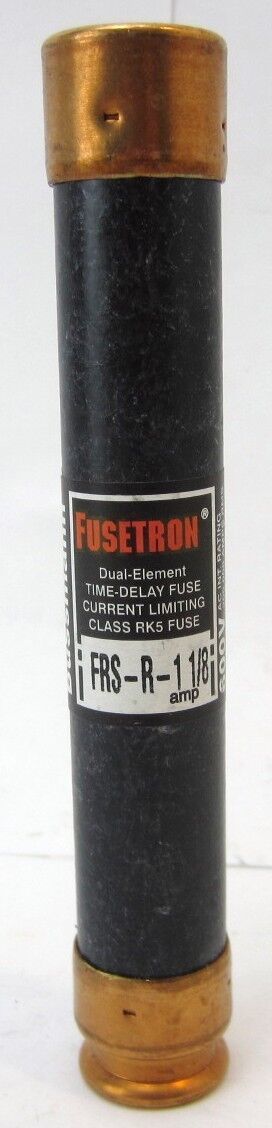 FUSETRON®
Dual-Element
TIME-DELAY FUSE
CURRENT LIMITING
CLASS RK5 FUSE
FRS-R-1 1/8
amp
600V